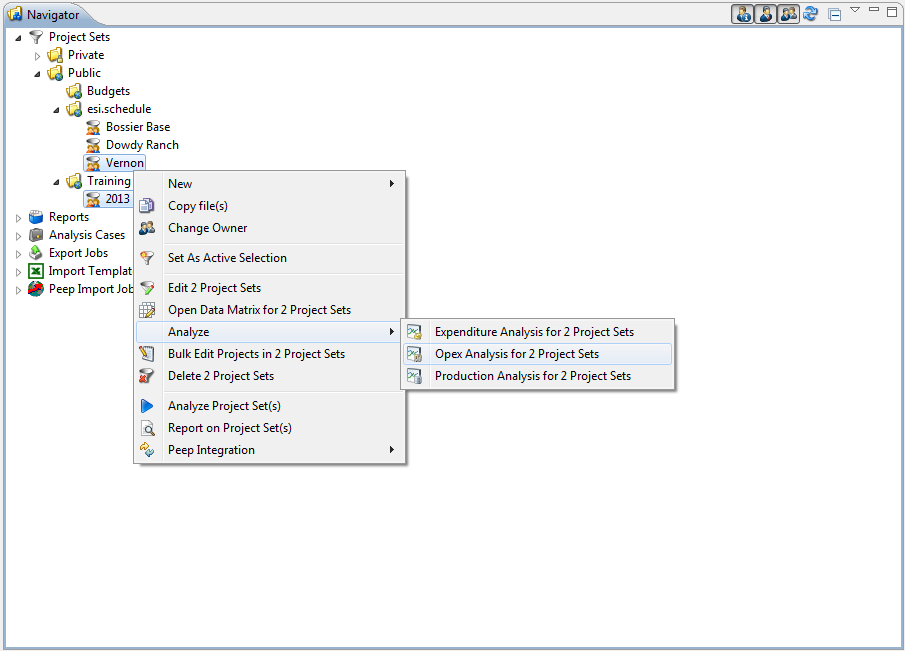 Navigator
Project Sets
Private
Public
Budgets
esi.schedule
Bossier Base
Dowdy Ranch
Vernon
Training
2013
Reports
Analysis Cases
Export Jobs
Import Templat
Peep Import Job
New
Copy file(s)
Change Owner
Set As Active Selection
Edit 2 Project Sets
Open Data Matrix for 2 Project Sets
Analyze
Bulk Edit Projects in 2 Project Sets
Delete 2 Project Sets
Analyze Project Set(s)
Report on Project Set(s)
Peep Integration
Expenditure Analysis for 2 Project Sets
Opex Analysis for 2 Project Sets
Production Analysis for 2 Project Sets